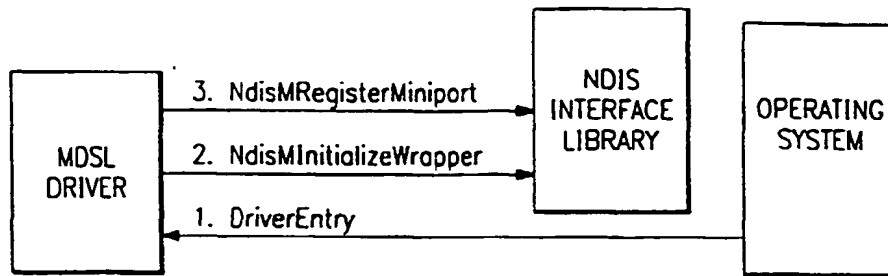 MDSL
DRIVER
3. NdisMRegisterMiniport
2. NdisMInitializeWrapper
1. DriverEntry
NDIS
INTERFACE
LIBRARY
OPERATING
SYSTEM